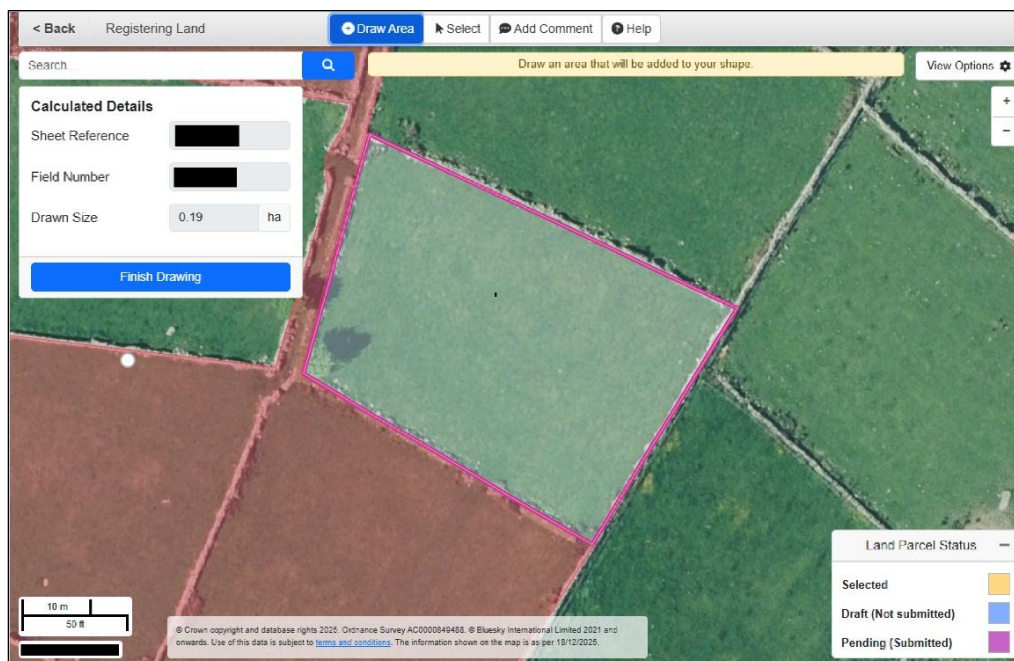 < Back
Registering Land
Draw Area
Select
Add Comment
Help
Search...
Draw an area that will be added to your shape.
View Options
Calculated Details
Sheet Reference
Field Number
Drawn Size
0.19
ha
Finish Drawing
+
−
10 m
50 ft
© Crown copyright and database rights 2025. Ordnance Survey AC0000849488. © Bluesky International Limited 2021 and
onwards. Use of this data is subject to terms and conditions. The information shown on the map is as per 18/12/2025.
Land Parcel Status
−
Selected
Draft (Not submitted)
Pending (Submitted)